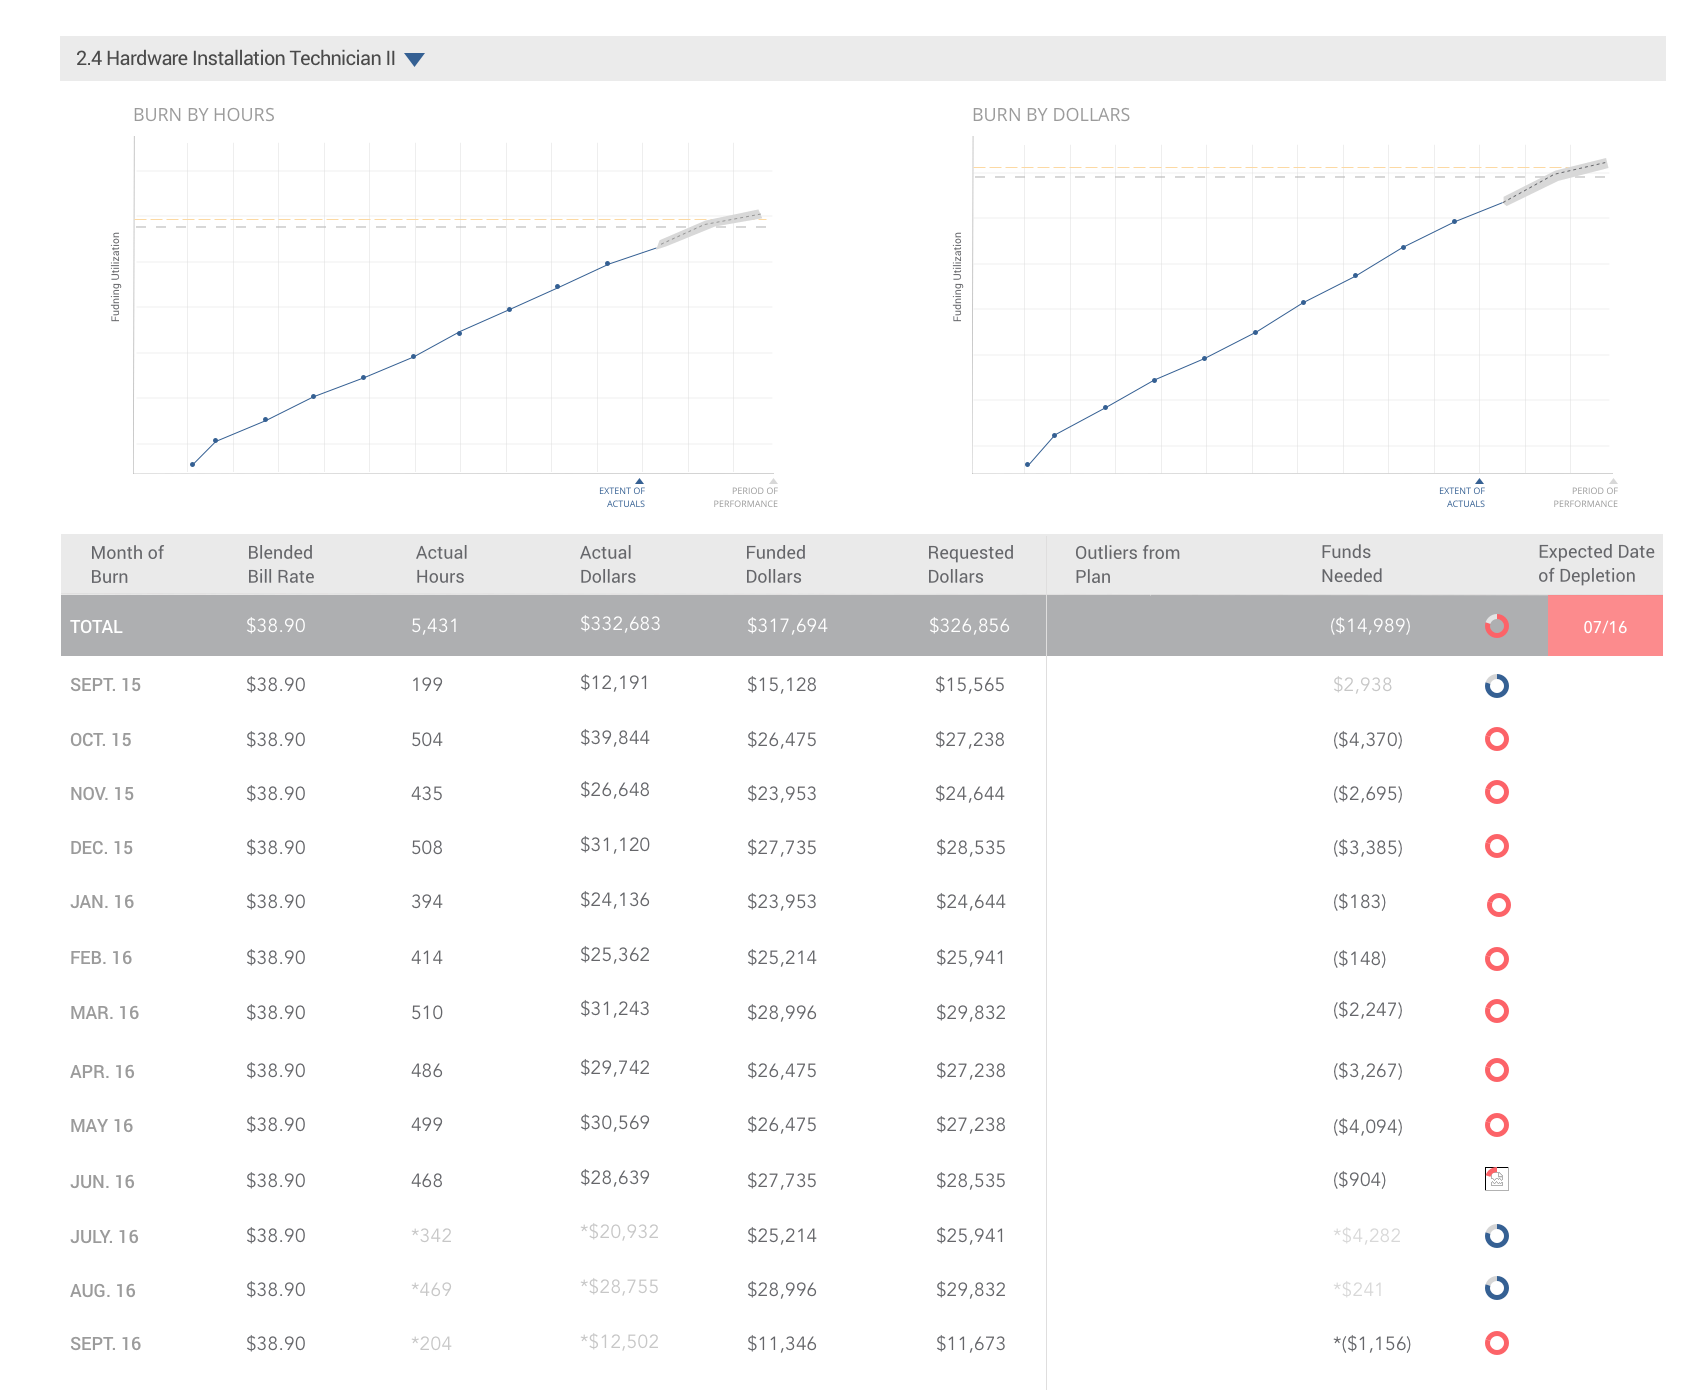 2.4 Hardware Installation Technician II
BURN BY HOURS
Fudning Utilization
EXTENT OF
ACTUALS
PERIOD OF
PERFORMANCE
BURN BY DOLLARS
Fudning Utilization
EXTENT OF
ACTUALS
PERIOD OF
PERFORMANCE
Month of Burn Blended Bill Rate Actual Hours Actual Dollars Funded Dollars Requested Dollars Outliers from Plan Funds Needed Expected Date of Depletion
TOTAL $38.90 5,431 $332,683 $317,694 $326,856 ($14,989) 07/16
SEPT. 15 $38.90 199 $12,191 $15,128 $15,565 $2,938
OCT. 15 $38.90 504 $39,844 $26,475 $27,238 ($4,370)
NOV. 15 $38.90 435 $26,648 $23,953 $24,644 ($2,695)
DEC. 15 $38.90 508 $31,120 $27,735 $28,535 ($3,385)
JAN. 16 $38.90 394 $24,136 $23,953 $24,644 ($183)
FEB. 16 $38.90 414 $25,362 $25,214 $25,941 ($148)
MAR. 16 $38.90 510 $31,243 $28,996 $29,832 ($2,247)
APR. 16 $38.90 486 $29,742 $26,475 $27,238 ($3,267)
MAY 16 $38.90 499 $30,569 $26,475 $27,238 ($4,094)
JUN. 16 $38.90 468 $28,639 $27,735 $28,535 ($904)
JULY. 16 $38.90 *342 *$20,932 $25,214 $25,941 *$4,282
AUG. 16 $38.90 *469 *$28,755 $28,996 $29,832 *$241
SEPT. 16 $38.90 *204 *$12,502 $11,346 $11,673 *($1,156)